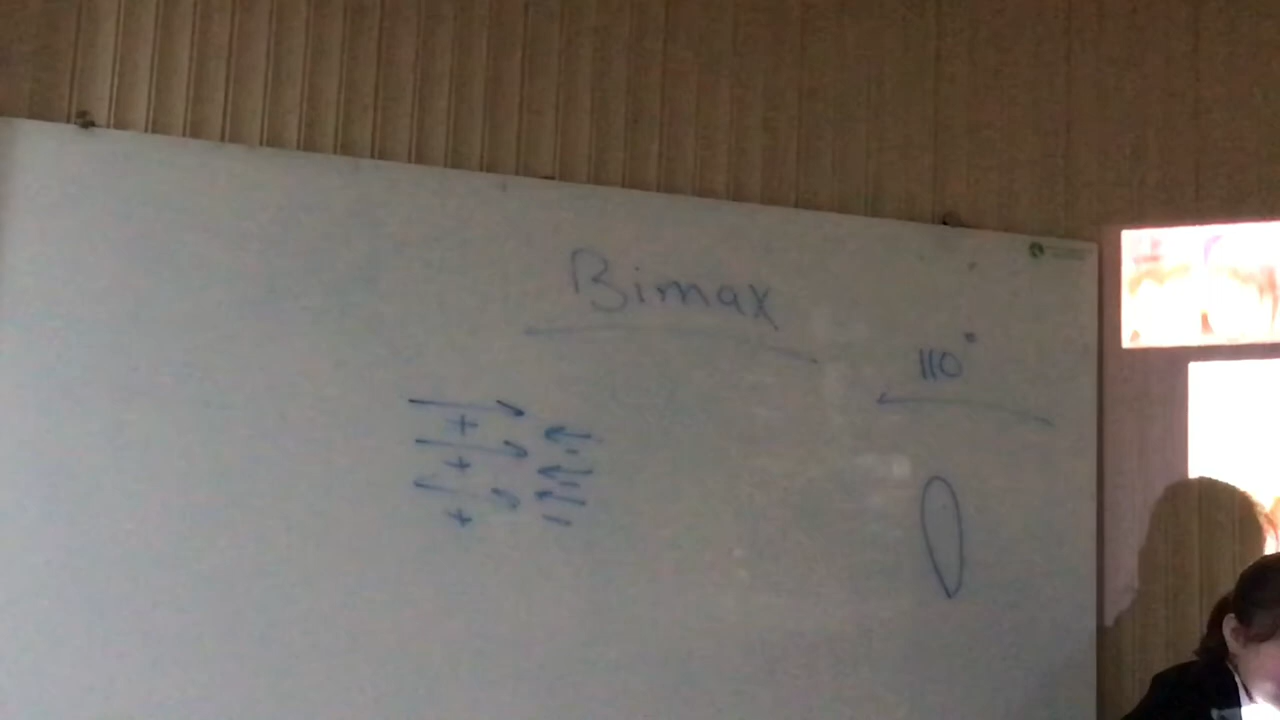 Bimax
110°
+ -
+ -
+ -